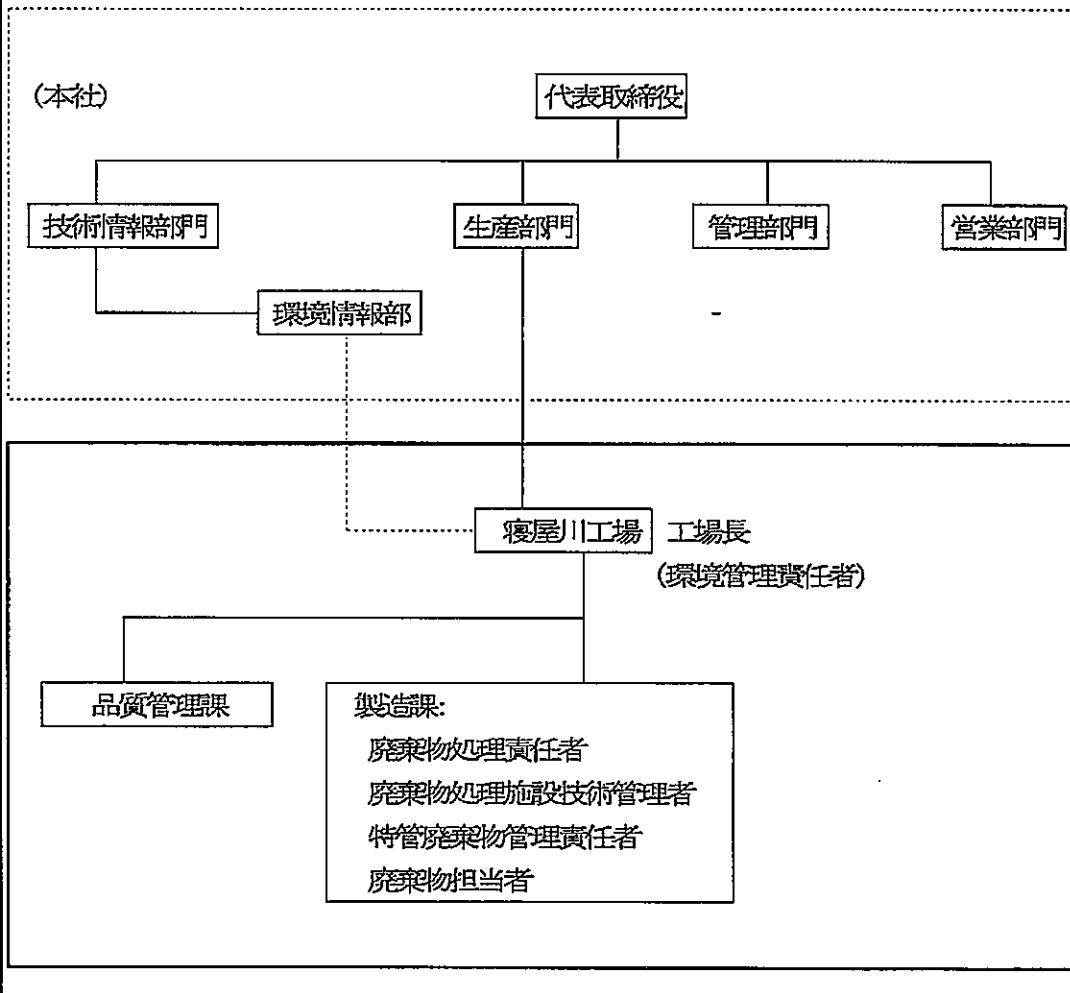 (本社)
代表取締役
技術情報部門
生産部門
管理部門
営業部門
環境情報部
寝屋川工場
工場長
(環境管理責任者)
品質管理課
製造課:
廃棄物処理責任者
廃棄物処理施設技術管理者
特管廃棄物管理責任者
廃棄物担当者